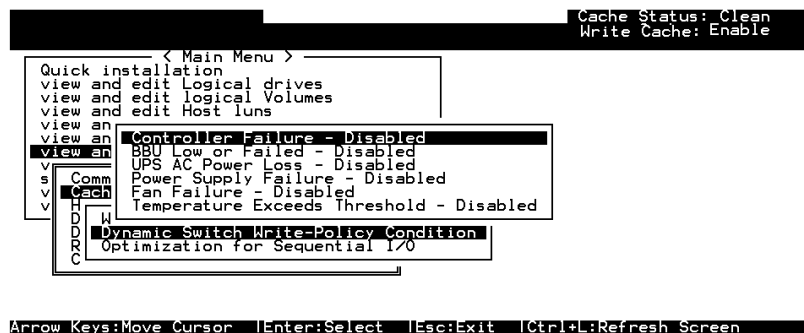 Cache Status: Clean
Write Cache: Enable
< Main Menu >
Quick installation
view and edit Logical drives
view and edit logical Volumes
view and edit Host luns
view an
view an
Controller Failure - Disabled
view an
BBU Low or Failed - Disabled
v
UPS AC Power Loss - Disabled
s
Comm
Power Supply Failure - Disabled
v
Cach
Fan Failure - Disabled
v
H
Temperature Exceeds Threshold - Disabled
D
W
D
Dynamic Switch Write-Policy Condition
R
Optimization for Sequential I/O
C
Arrow Keys:Move Cursor |Enter:Select |Esc:Exit |Ctrl+L:Refresh Screen